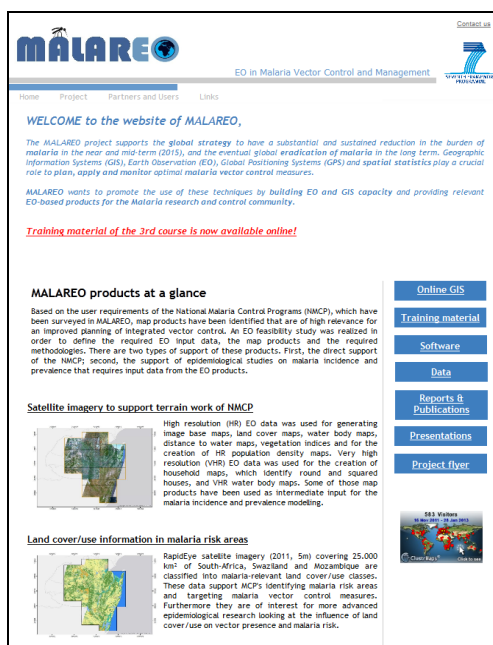 Contact us
MALAREO
EO in Malaria Vector Control and Management
SEVENTH FRAMEWORK
PROGRAMME
Home Project Partners and Users Links
WELCOME to the website of MALAREO,
The MALAREO project supports the global strategy to have a substantial and sustained reduction in the burden of
malaria in the near and mid-term (2015), and the eventual global eradication of malaria in the long term. Geographic
Information Systems (GIS), Earth Observation (EO), Global Positioning Systems (GPS) and spatial statistics play a crucial
role to plan, apply and monitor optimal malaria vector control measures.
MALAREO wants to promote the use of these techniques by building EO and GIS capacity and providing relevant
EO-based products for the Malaria research and control community.
Training material of the 3rd course is now available online!
MALAREO products at a glance
Based on the user requirements of the National Malaria Control Programs (NMCP), which have
been surveyed in MALAREO, map products have been identified that are of high relevance for
an improved planning of integrated vector control. An EO feasibility study was realized in
order to define the required EO input data, the map products and the required
methodologies. There are two types of support of these products. First, the direct support
of the NMCP; second, the support of epidemiological studies on malaria incidence and
prevalence that requires input data from the EO products.
Satellite imagery to support terrain work of NMCP
High resolution (HR) EO data was used for generating
image base maps, land cover maps, water body maps,
distance to water maps, vegetation indices and for the
creation of HR population density maps. Very high
resolution (VHR) EO data was used for the creation of
household maps, which identify round and squared
houses, and VHR water body maps. Some of those map
products have been used as intermediate input for the
malaria incidence and prevalence modelling.
Land cover/use information in malaria risk areas
RapidEye satellite imagery (2011, 5m) covering 25.000
km² of South-Africa, Swaziland and Mozambique are
classified into malaria-relevant land cover/use classes.
These data support MCP's identifying malaria risk areas
and targeting malaria vector control measures.
Furthermore they are of interest for more advanced
epidemiological research looking at the influence of land
cover/use on vector presence and malaria risk.
Online GIS
Training material
Software
Data
Reports &
Publications
Presentations
Project flyer
583 Visitors
16 Nov 2011 - 28 Jan 2013
ClustrMaps
Click to see